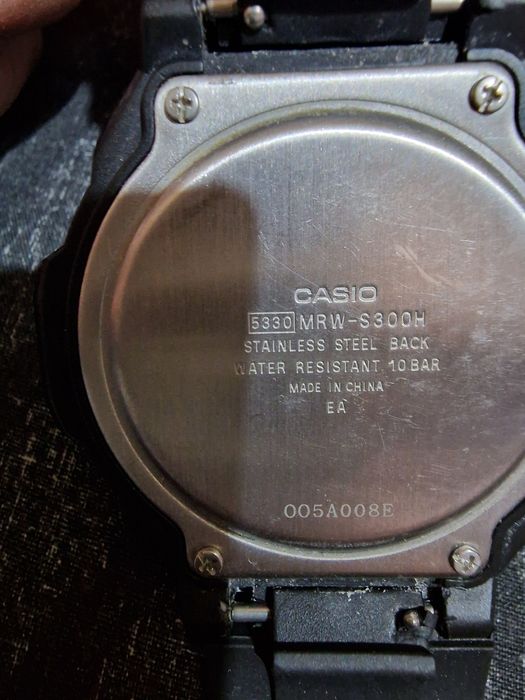 CASIO
5330 MRW-S300H
STAINLESS STEEL BACK
WATER RESISTANT 10 BAR
MADE IN CHINA
EA
005A008E